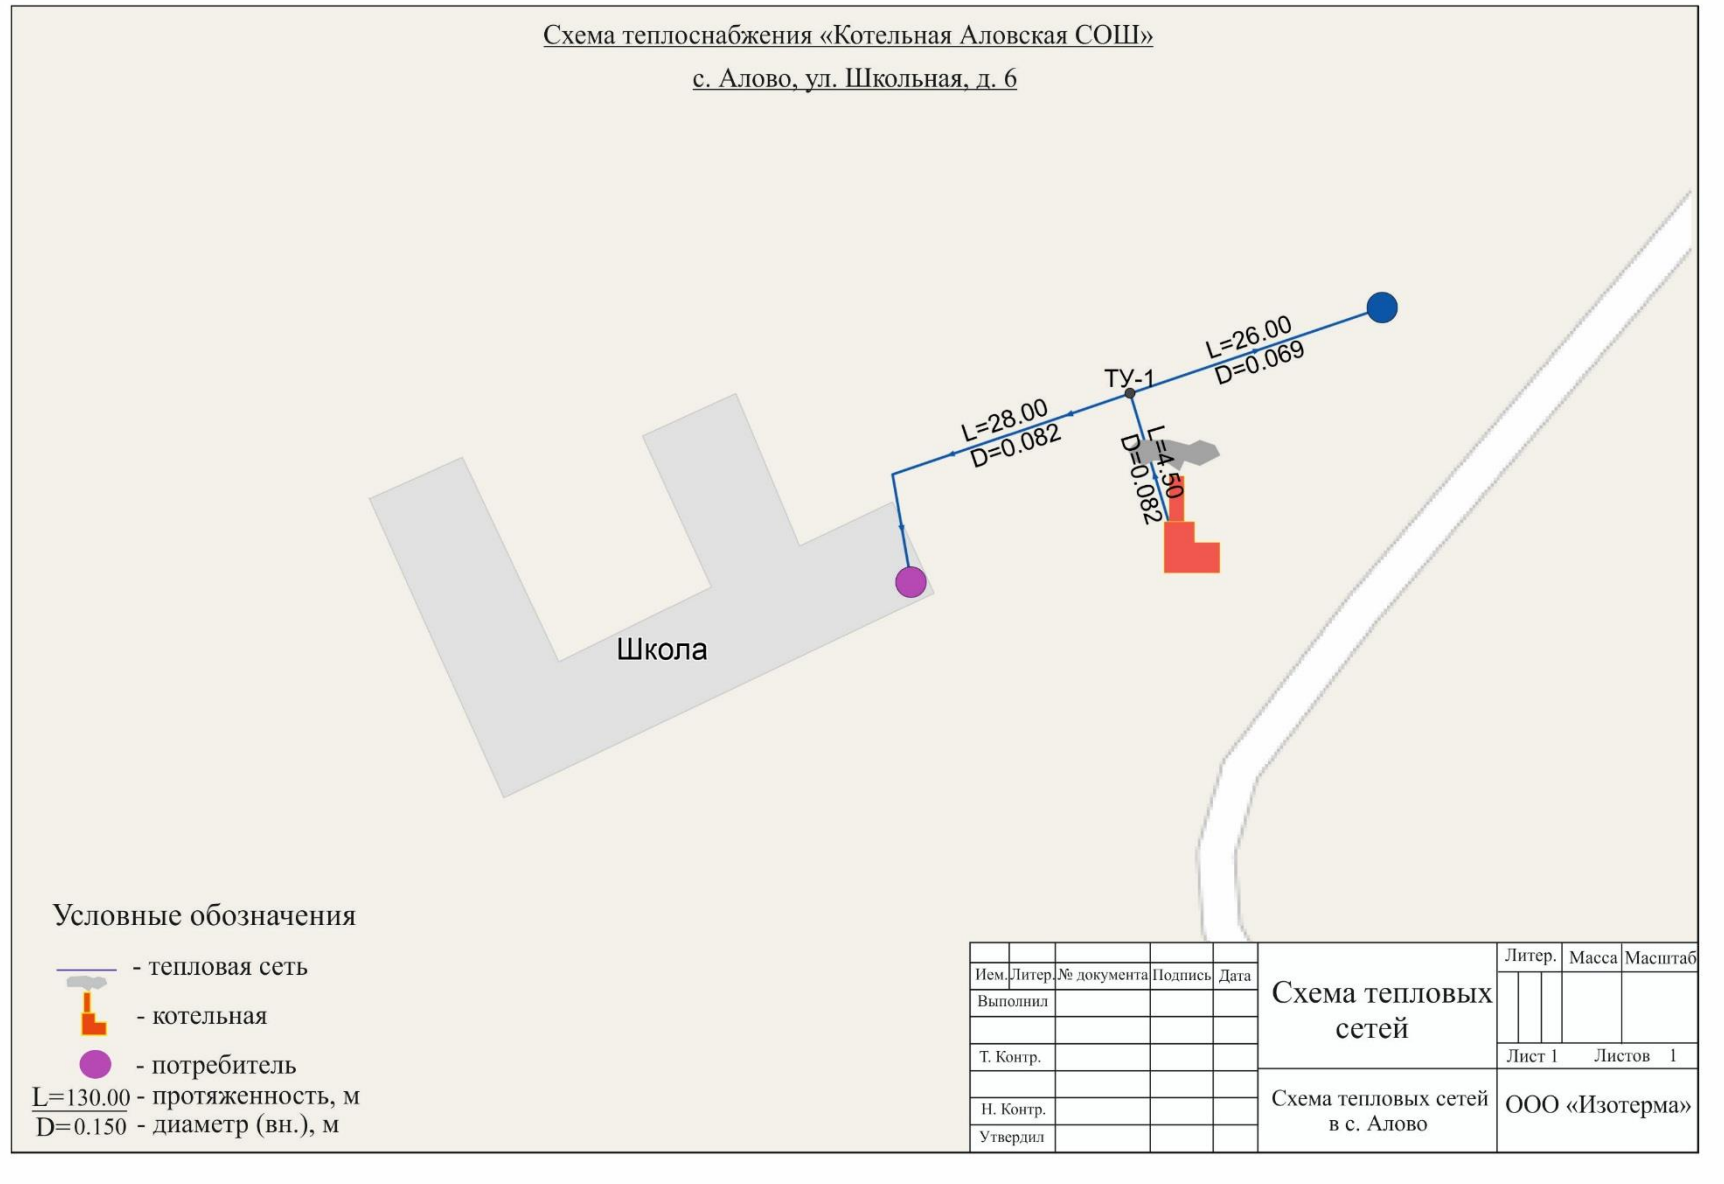 Схема теплоснабжения «Котельная Аловская СОШ»
с. Алово, ул. Школьная, д. 6
L=26.00
D=0.069
ТУ-1
L=28.00
D=0.082
L=4.50
D=0.082
Школа
Условные обозначения
- тепловая сеть
- котельная
- потребитель
L=130.00 - протяженность, м
D=0.150 - диаметр (вн.), м
Ием. Литер. № документа Подпись Дата
Выполнил
Т. Контр.
Н. Контр.
Утвердил
Схема тепловых
сетей
Схема тепловых сетей
в с. Алово
Литер. Масса Масштаб
Лист 1 Листов 1
ООО «Изотерма»